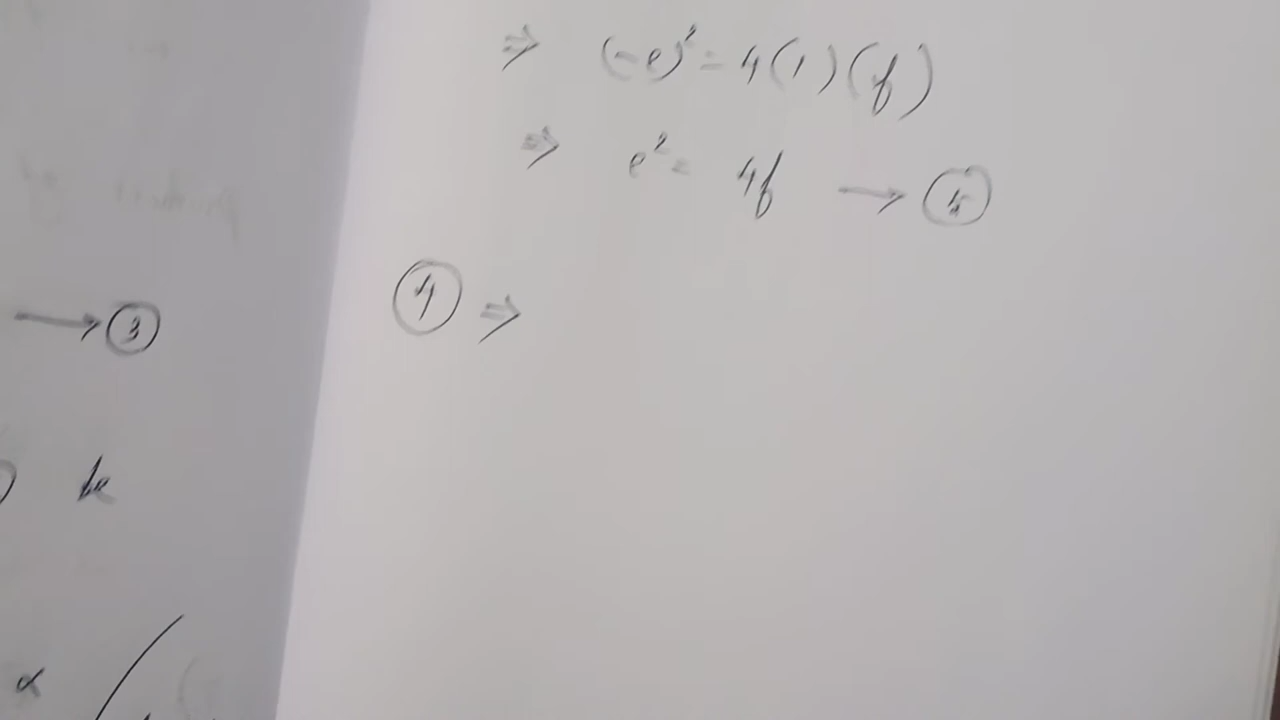 ⇒ (-e)² = 4(1)(f)
⇒ e² = 4f → ⑤
④ ⇒
→ ③
α